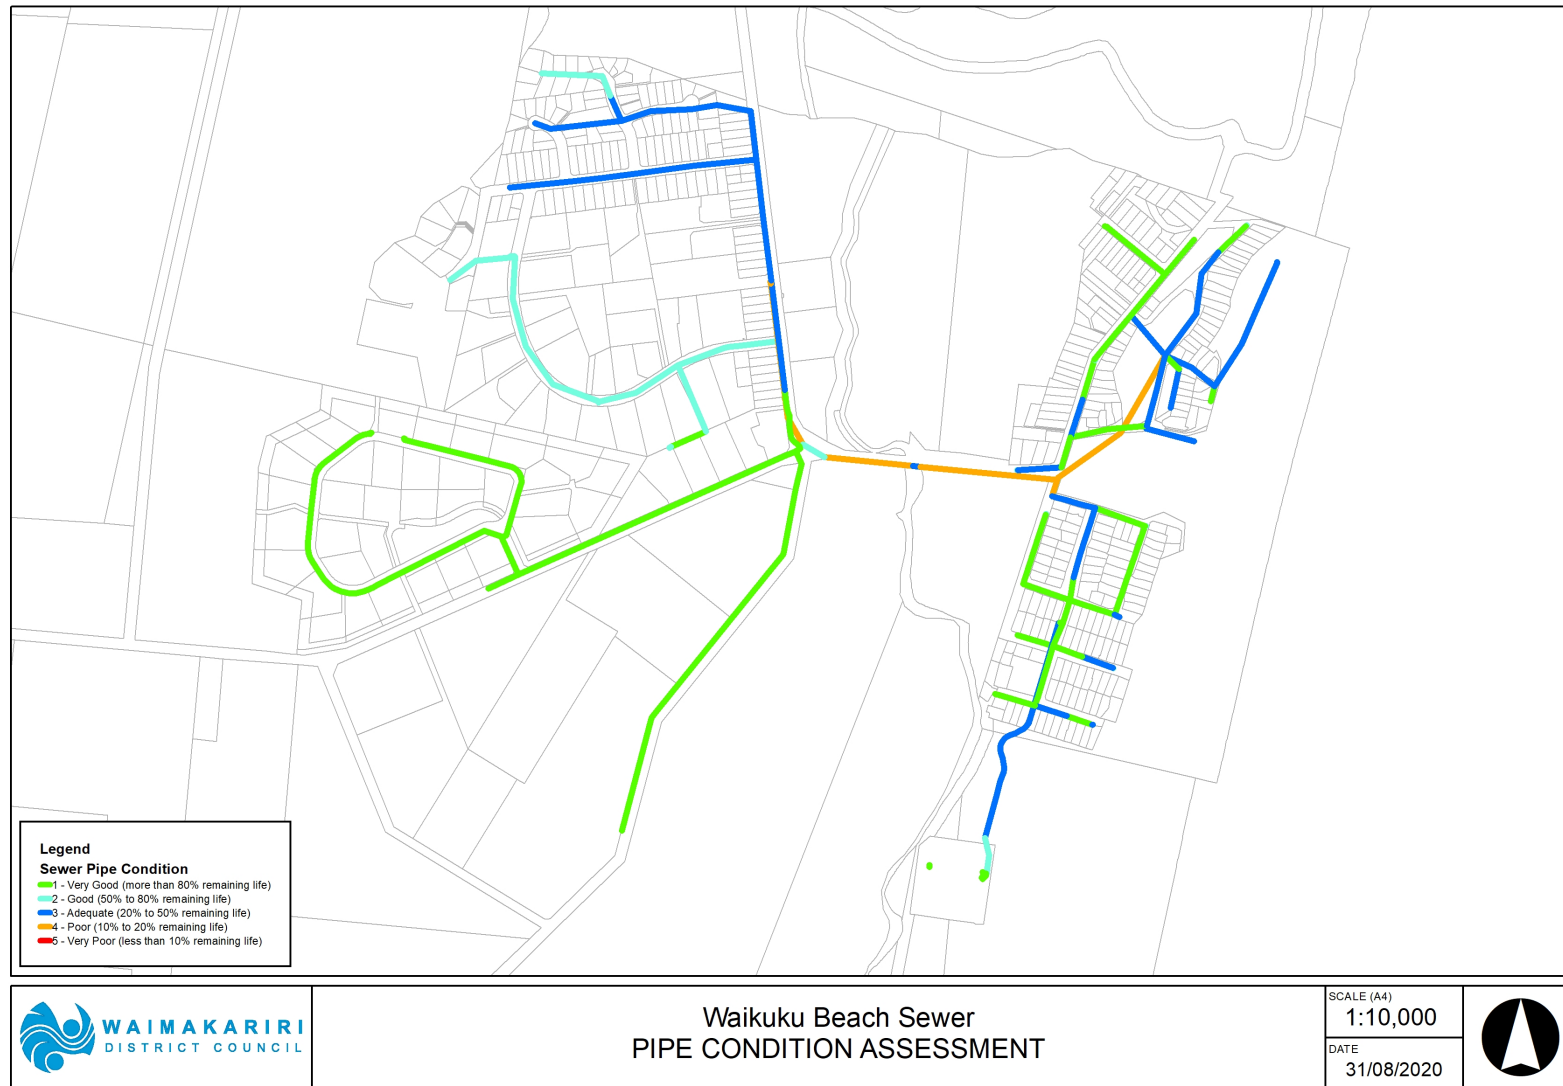 Legend
Sewer Pipe Condition
1 - Very Good (more than 80% remaining life)
2 - Good (50% to 80% remaining life)
3 - Adequate (20% to 50% remaining life)
4 - Poor (10% to 20% remaining life)
5 - Very Poor (less than 10% remaining life)
WAIMAKARIRI
DISTRICT COUNCIL
Waikuku Beach Sewer
PIPE CONDITION ASSESSMENT
SCALE (A4)
1:10,000
DATE
31/08/2020